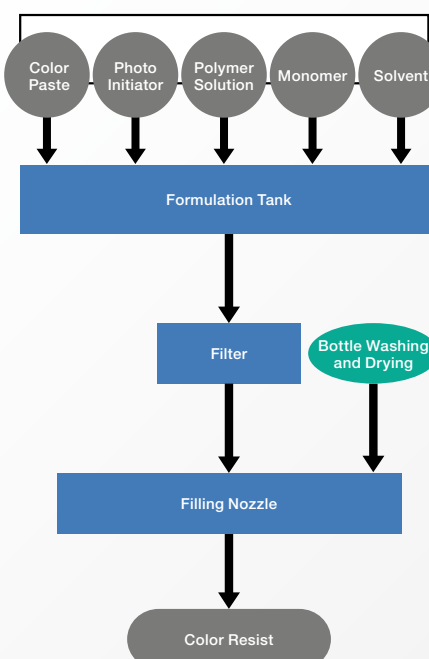 Color
Paste
Photo
Initiator
Polymer
Solution
Monomer
Solvent
Formulation Tank
Filter
Bottle Washing
and Drying
Filling Nozzle
Color Resist